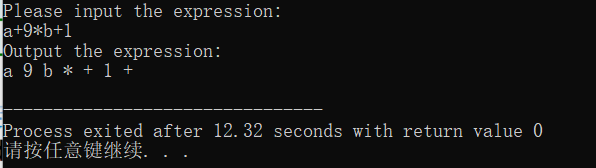 Please input the expression:
a+9*b+1
Output the expression:
a 9 b * + 1 +
--------------------------------
Process exited after 12.32 seconds with return value 0
请按任意键继续. . .